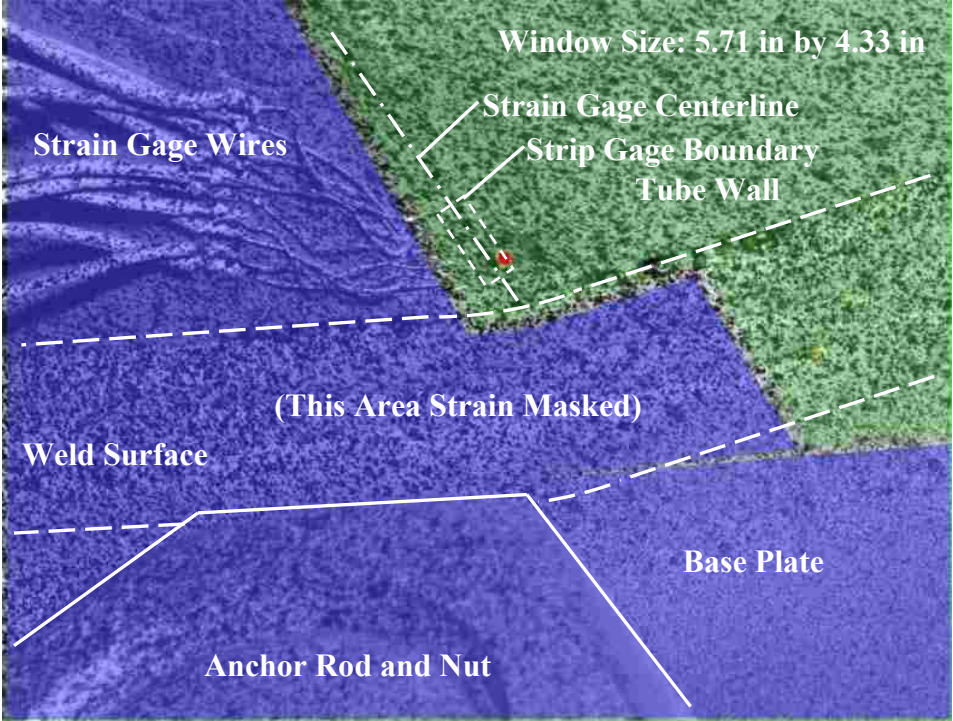 Window Size: 5.71 in by 4.33 in
Strain Gage Centerline
Strain Gage Wires
Strip Gage Boundary
Tube Wall
(This Area Strain Masked)
Weld Surface
Base Plate
Anchor Rod and Nut